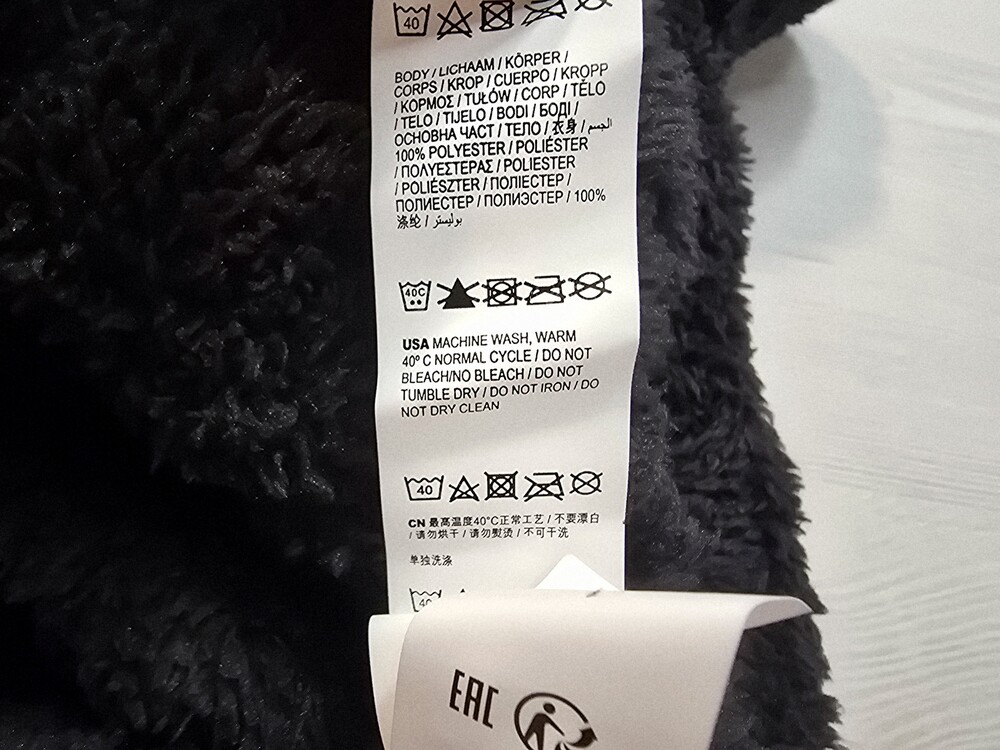 40
BODY / LICHAAM / KÖRPER /
CORPS / KROP / CUERPO / KROPP
/ ΚΟΡΜΟΣ / TUŁÓW / CORP / TĚLO
/ TELO / TIJELO / BODI / БОДІ /
ОСНОВНА ЧАСТ / ТЕЛО / 衣身 / الجسم
100% POLYESTER / POLIÉSTER
/ ΠΟΛΥΕΣΤΕΡΑΣ / POLIESTER
/ POLIÉSZTER / ПОЛІЕСТЕР /
ПОЛИЕСТЕР / ПОЛИЭСТЕР / 100%
涤纶 / بوليستر
40C
USA MACHINE WASH, WARM
40º C NORMAL CYCLE / DO NOT
BLEACH/NO BLEACH / DO NOT
TUMBLE DRY / DO NOT IRON / DO
NOT DRY CLEAN
40
CN 最高温度40°C正常工艺 / 不要漂白
/ 请勿烘干 / 请勿熨烫 / 不可干洗
单独洗涤
40
EAC